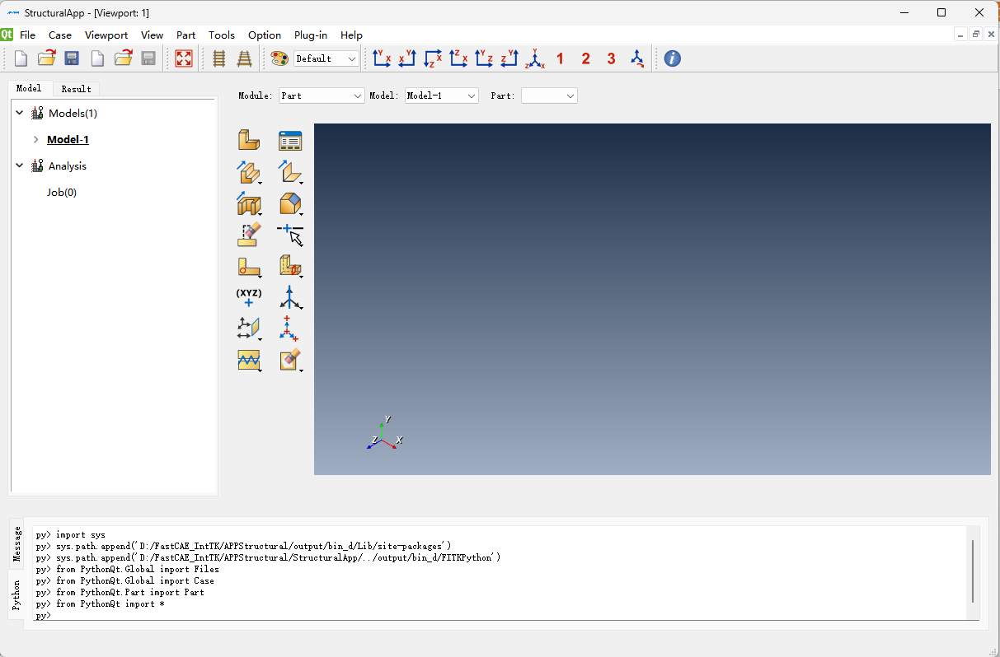 StructuralApp - [Viewport: 1]
Qt File Case Viewport View Part Tools Option Plug-in Help
Default Y X X Y Z X Z X Y Z Z Y Y Z X 1 2 3 i
Model Result
Module: Part Model: Model-1 Part:
Models(1)
Model-1
Analysis
Job(0)
(XYZ)
Y
Z X
Message
Python
py> import sys
py> sys.path.append('D:/FastCAE_IntTK/APPStructural/output/bin_d/Lib/site-packages')
py> sys.path.append('D:/FastCAE_IntTK/APPStructural/StructuralApp/../output/bin_d/FITKPython')
py> from PythonQt.Global import Files
py> from PythonQt.Global import Case
py> from PythonQt.Part import Part
py> from PythonQt import *
py>